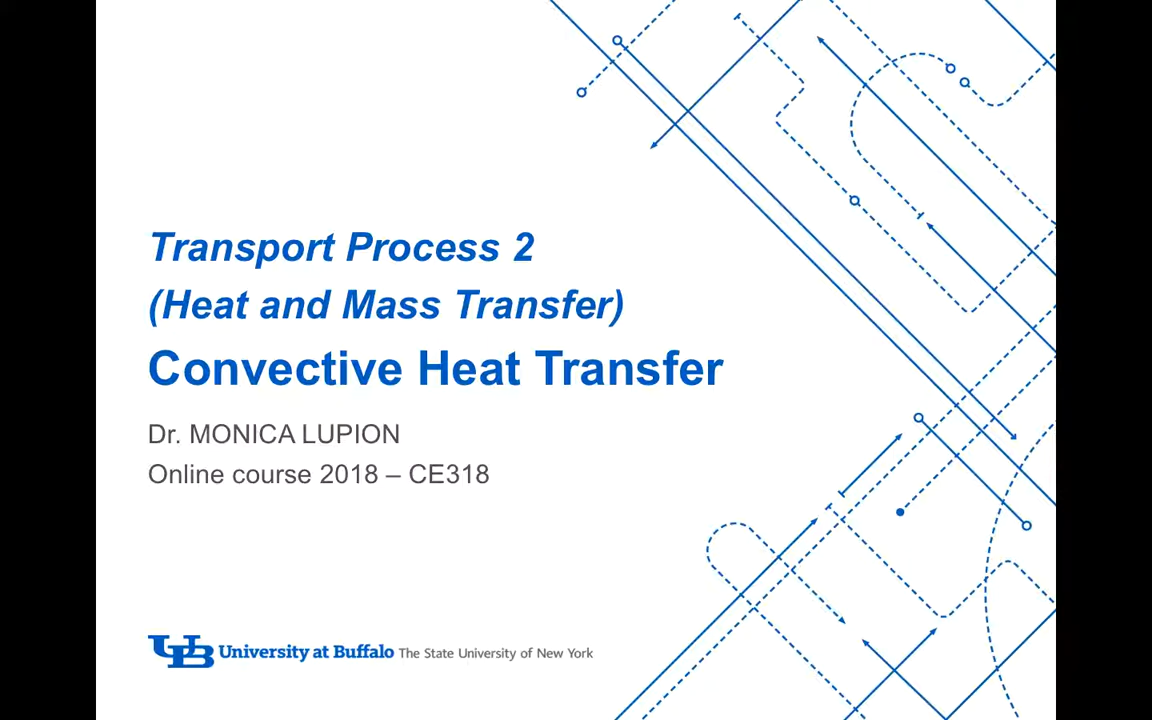 Transport Process 2
(Heat and Mass Transfer)
Convective Heat Transfer
Dr. MONICA LUPION
Online course 2018 – CE318
UB University at Buffalo The State University of New York